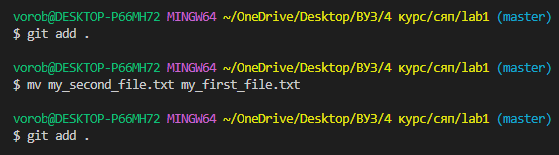 vorob@DESKTOP-P66MH72 MINGW64 ~/OneDrive/Desktop/ВУЗ/4 курс/сяп/lab1 (master)
$ git add .
vorob@DESKTOP-P66MH72 MINGW64 ~/OneDrive/Desktop/ВУЗ/4 курс/сяп/lab1 (master)
$ mv my_second_file.txt my_first_file.txt
vorob@DESKTOP-P66MH72 MINGW64 ~/OneDrive/Desktop/ВУЗ/4 курс/сяп/lab1 (master)
$ git add .